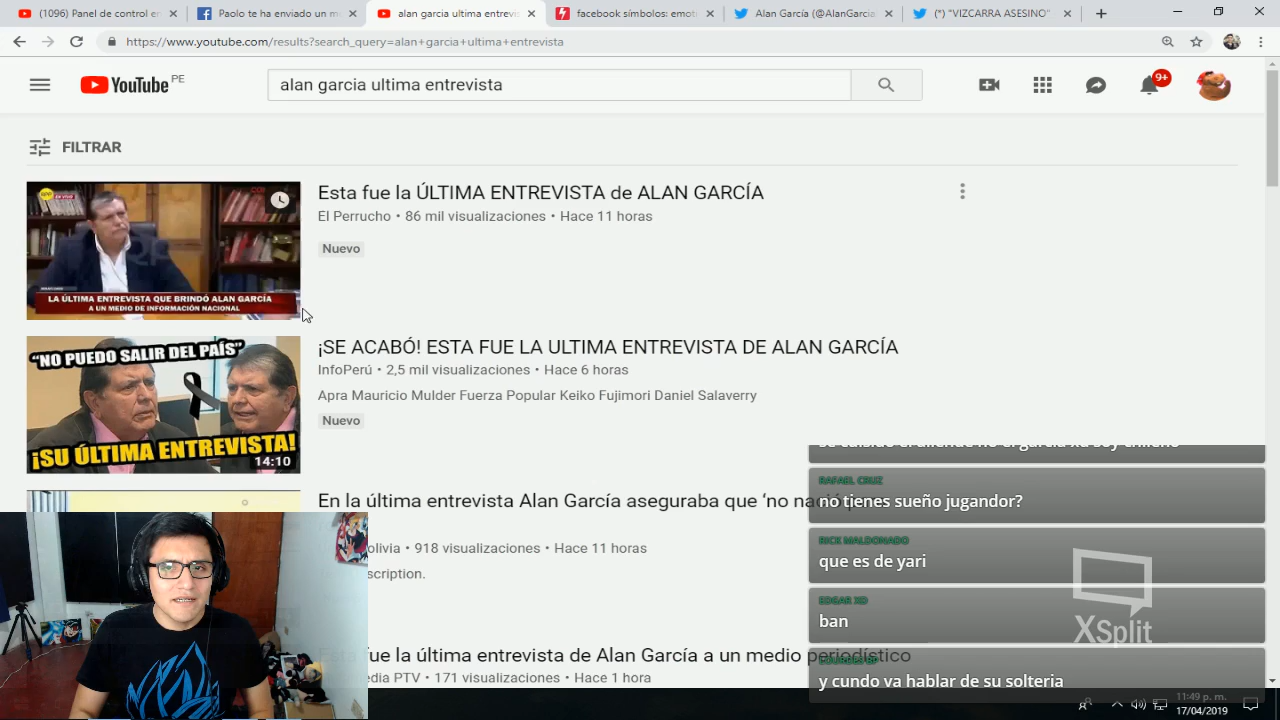 (1096) Panel de control en
Paolo te ha enviado un m
alan garcia ultima entrevis
facebook símbolos: emoti
Alan García (@AlanGarcia
(*) "VIZCARRA ASESINO"
https://www.youtube.com/results?search_query=alan+garcia+ultima+entrevista
YouTube PE
alan garcia ultima entrevista
9+
FILTRAR
Esta fue la ÚLTIMA ENTREVISTA de ALAN GARCÍA
El Perrucho • 86 mil visualizaciones • Hace 11 horas
Nuevo
LA ÚLTIMA ENTREVISTA QUE BRINDÓ ALAN GARCÍA
A UN MEDIO DE INFORMACIÓN NACIONAL
¡SE ACABÓ! ESTA FUE LA ULTIMA ENTREVISTA DE ALAN GARCÍA
InfoPerú • 2,5 mil visualizaciones • Hace 6 horas
Apra Mauricio Mulder Fuerza Popular Keiko Fujimori Daniel Salaverry
Nuevo
"NO PUEDO SALIR DEL PAÍS"
¡SU ÚLTIMA ENTREVISTA!
14:10
En la última entrevista Alan García aseguraba que 'no na
olivia • 918 visualizaciones • Hace 11 horas
scription.
Esta fue la última entrevista de Alan García a un medio periodístico
edia PTV • 171 visualizaciones • Hace 1 hora
RAFAEL CRUZ
no tienes sueño jugandor?
RICK MALDONADO
que es de yari
EDGAR XD
ban
LOURDES BP
y cundo va hablar de su solteria
XSplit
11:49 p. m.
17/04/2019